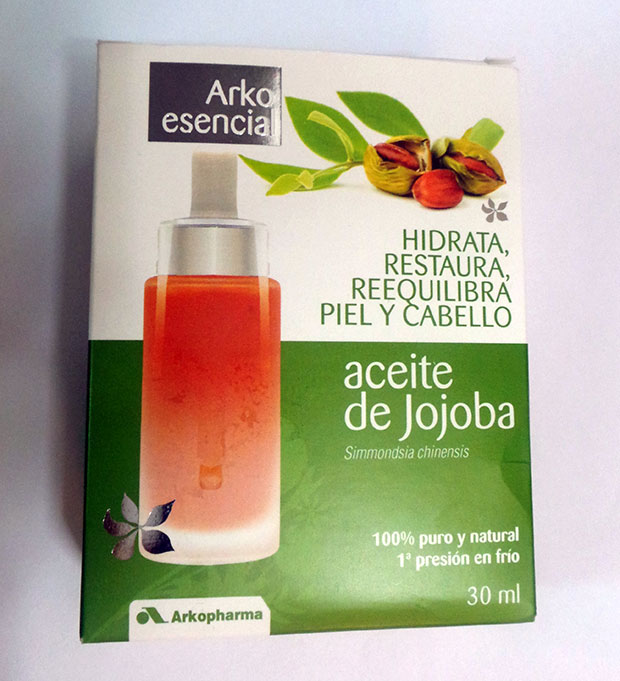 Arko
esencial
HIDRATA,
RESTAURA,
REEQUILIBRA
PIEL Y CABELLO
aceite
de Jojoba
Simmondsia chinensis
100% puro y natural
1ª presión en frío
30 ml
Arkopharma